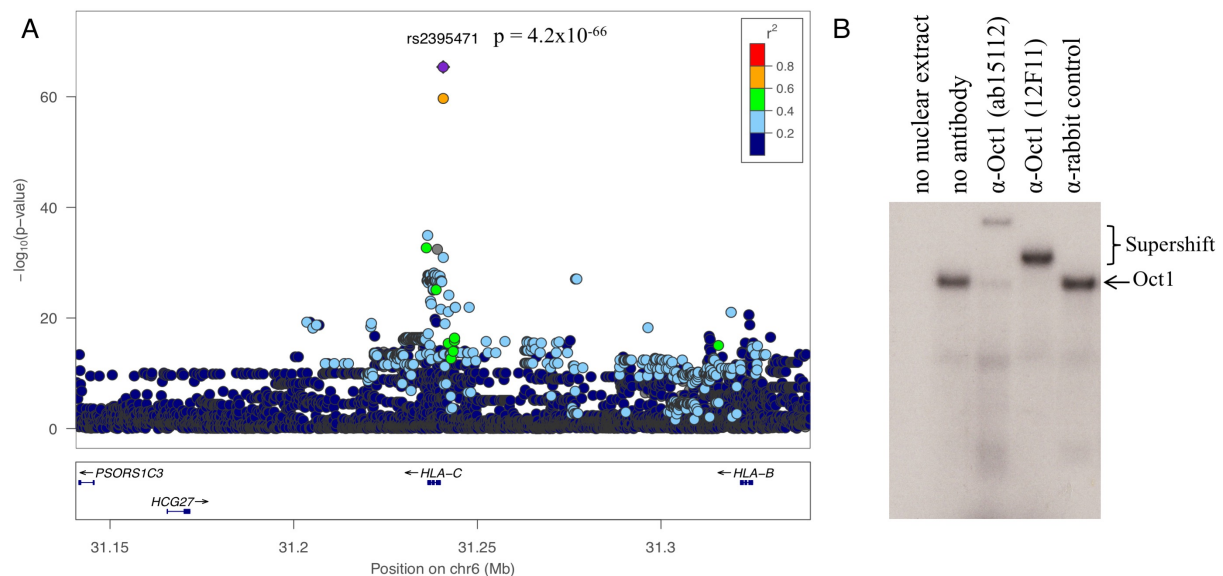 A
rs2395471 p = 4.2x10-66
r2
0.8
0.6
0.4
0.2
60
40
20
0
−log10(p−value)
PSORS1C3
HCG27
HLA−C
HLA−B
31.15 31.2 31.25 31.3
Position on chr6 (Mb)
B
no nuclear extract
no antibody
α-Oct1 (ab15112)
α-Oct1 (12F11)
α-rabbit control
Supershift
Oct1